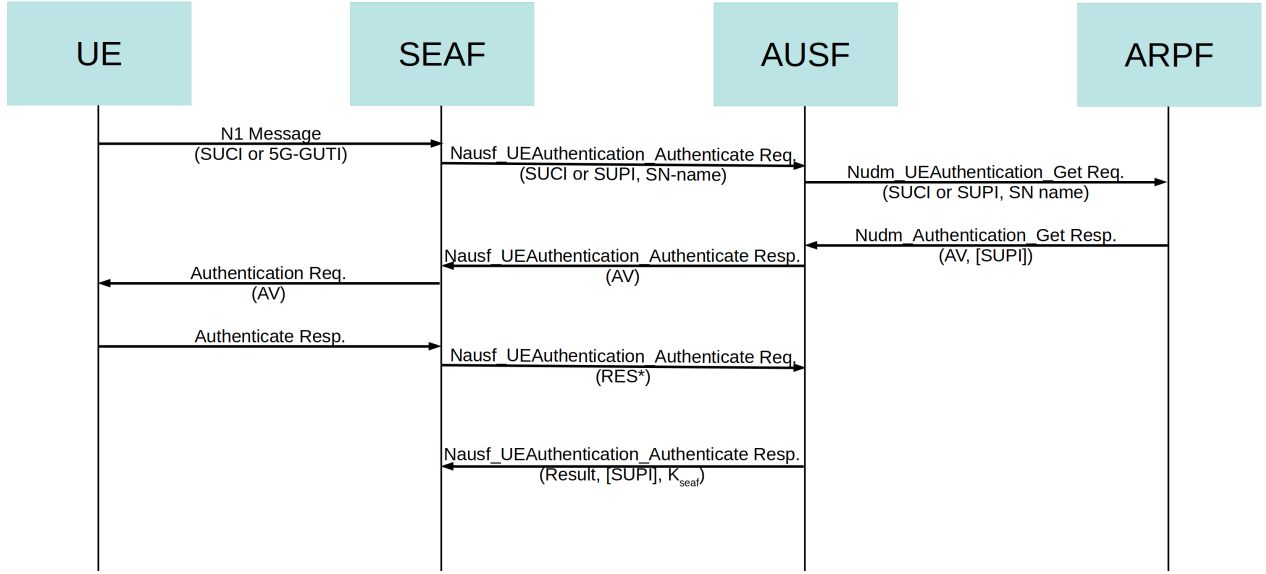 UE
SEAF
AUSF
ARPF
N1 Message
(SUCI or 5G-GUTI)
Nausf_UEAuthentication_Authenticate Req.
(SUCI or SUPI, SN-name)
Nudm_UEAuthentication_Get Req.
(SUCI or SUPI, SN name)
Nudm_Authentication_Get Resp.
(AV, [SUPI])
Nausf_UEAuthentication_Authenticate Resp.
(AV)
Authentication Req.
(AV)
Authenticate Resp.
Nausf_UEAuthentication_Authenticate Req.
(RES*)
Nausf_UEAuthentication_Authenticate Resp.
(Result, [SUPI], Kseaf)